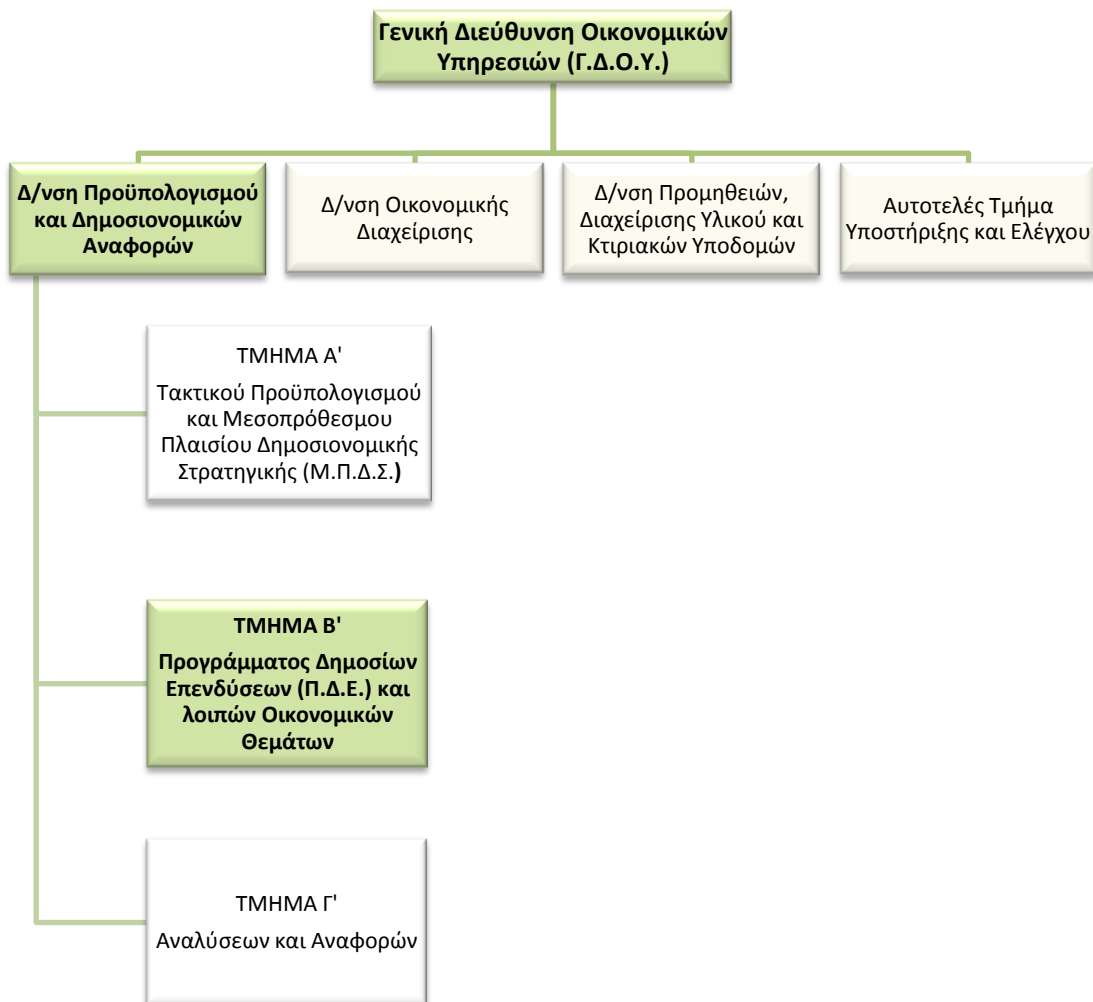 Γενική Διεύθυνση Οικονομικών
Υπηρεσιών (Γ.Δ.Ο.Υ.)
Δ/νση Προϋπολογισμού
και Δημοσιονομικών
Αναφορών
Δ/νση Οικονομικής
Διαχείρισης
Δ/νση Προμηθειών,
Διαχείρισης Υλικού και
Κτιριακών Υποδομών
Αυτοτελές Τμήμα
Υποστήριξης και Ελέγχου
ΤΜΗΜΑ Α'
Τακτικού Προϋπολογισμού
και Μεσοπρόθεσμου
Πλαισίου Δημοσιονομικής
Στρατηγικής (Μ.Π.Δ.Σ.)
ΤΜΗΜΑ Β'
Προγράμματος Δημοσίων
Επενδύσεων (Π.Δ.Ε.) και
λοιπών Οικονομικών
Θεμάτων
ΤΜΗΜΑ Γ'
Αναλύσεων και Αναφορών